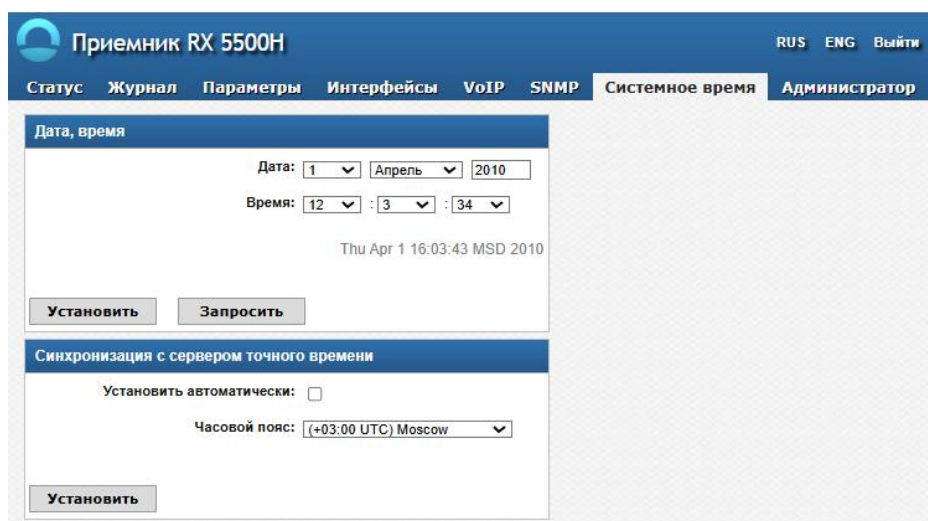 Приемник RX 5500H
RUS ENG Выйти
Статус Журнал Параметры Интерфейсы VoIP SNMP Системное время Администратор
Дата, время
Дата: 1 Апрель 2010
Время: 12 : 3 : 34
Thu Apr 1 16:03:43 MSD 2010
Установить Запросить
Синхронизация с сервером точного времени
Установить автоматически:
Часовой пояс: (+03:00 UTC) Moscow
Установить